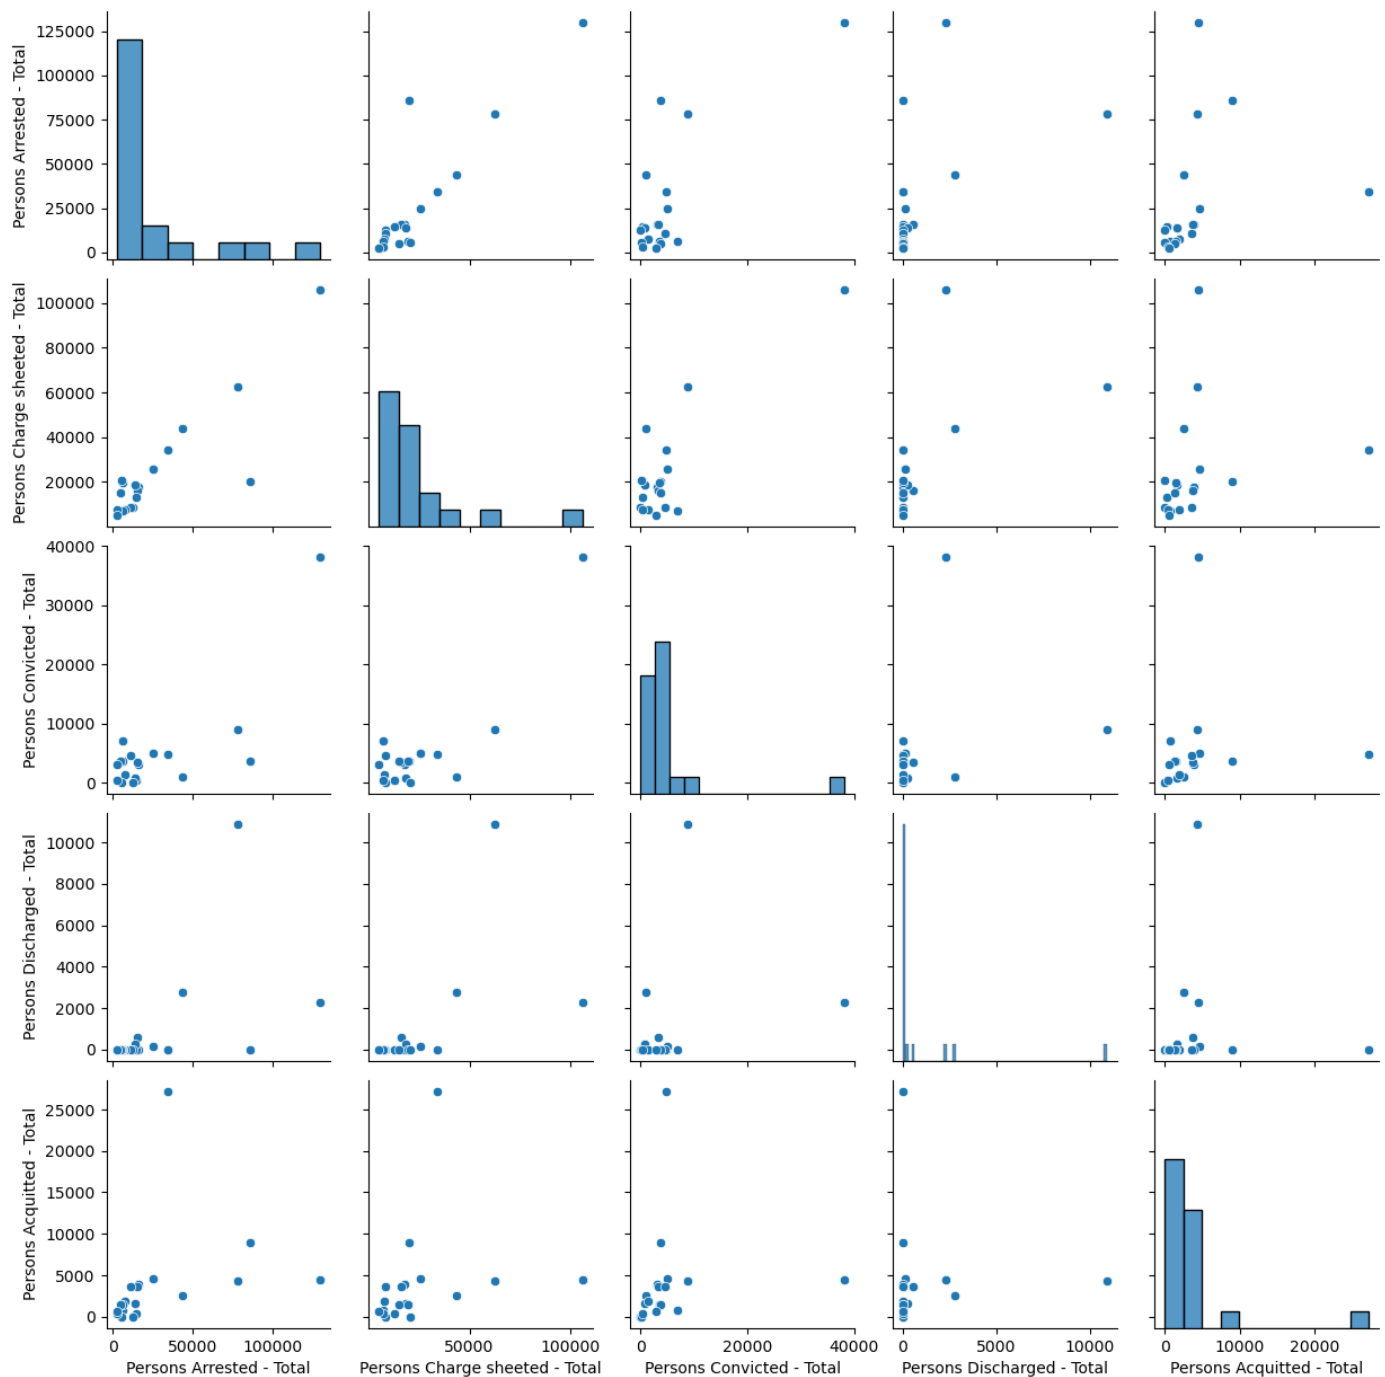 Persons Arrested - Total
125000
100000
75000
50000
25000
0
Persons Charge sheeted - Total
100000
80000
60000
40000
20000
0
Persons Convicted - Total
40000
30000
20000
10000
0
Persons Discharged - Total
10000
8000
6000
4000
2000
0
Persons Acquitted - Total
25000
20000
15000
10000
5000
0
0 50000 100000
Persons Arrested - Total
50000 100000
Persons Charge sheeted - Total
0 20000 40000
Persons Convicted - Total
0 5000 10000
Persons Discharged - Total
0 10000 20000
Persons Acquitted - Total